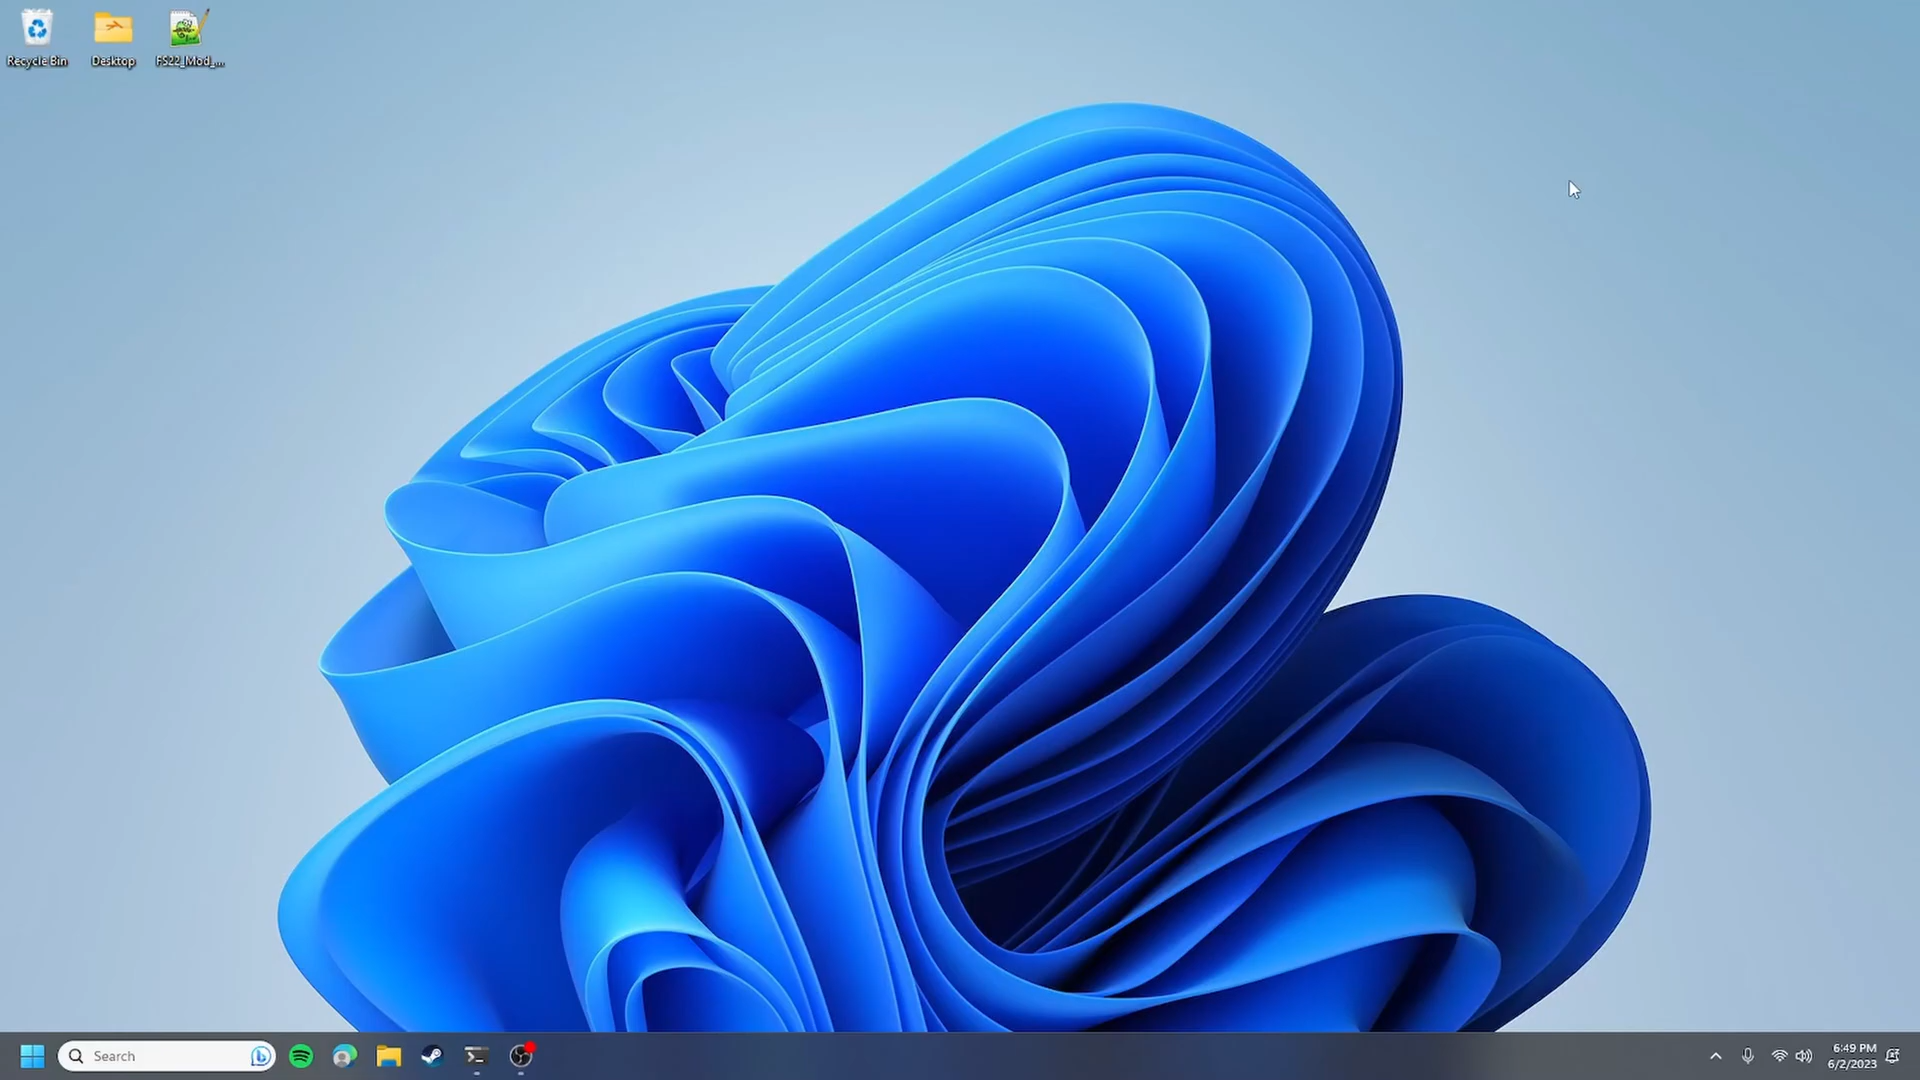 Recycle Bin
Desktop
FS22_Mod_...
Search
6:49 PM
6/2/2023